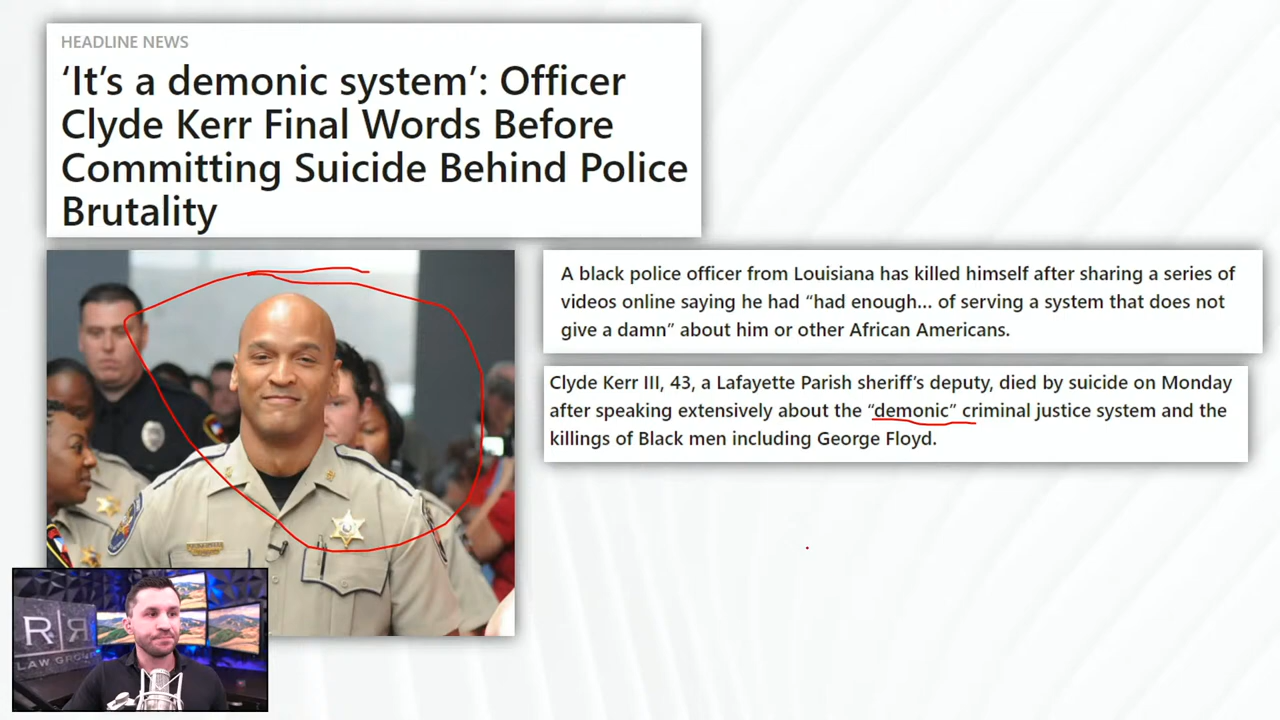 HEADLINE NEWS
‘It’s a demonic system’: Officer
Clyde Kerr Final Words Before
Committing Suicide Behind Police
Brutality
A black police officer from Louisiana has killed himself after sharing a series of
videos online saying he had “had enough... of serving a system that does not
give a damn” about him or other African Americans.
Clyde Kerr III, 43, a Lafayette Parish sheriff’s deputy, died by suicide on Monday
after speaking extensively about the “demonic” criminal justice system and the
killings of Black men including George Floyd.
R|R
LAW GROUP